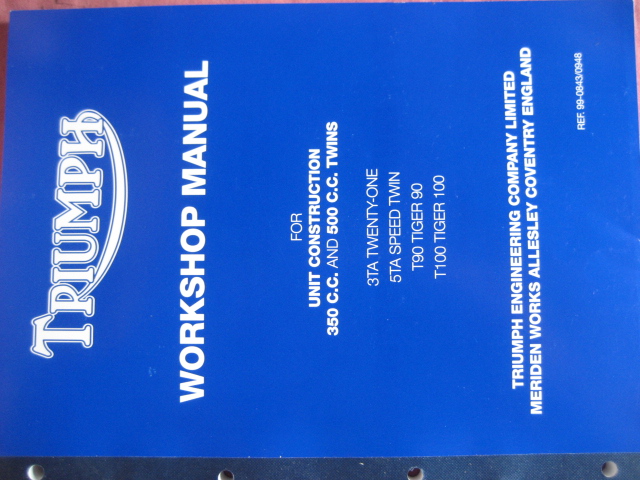 TRIUMPH
WORKSHOP MANUAL
FOR
UNIT CONSTRUCTION
350 C.C. AND 500 C.C. TWINS
3TA TWENTY-ONE
5TA SPEED TWIN
T90 TIGER 90
T100 TIGER 100
TRIUMPH ENGINEERING COMPANY LIMITED
MERIDEN WORKS ALLESLEY COVENTRY ENGLAND
REF. 99-0843/0948